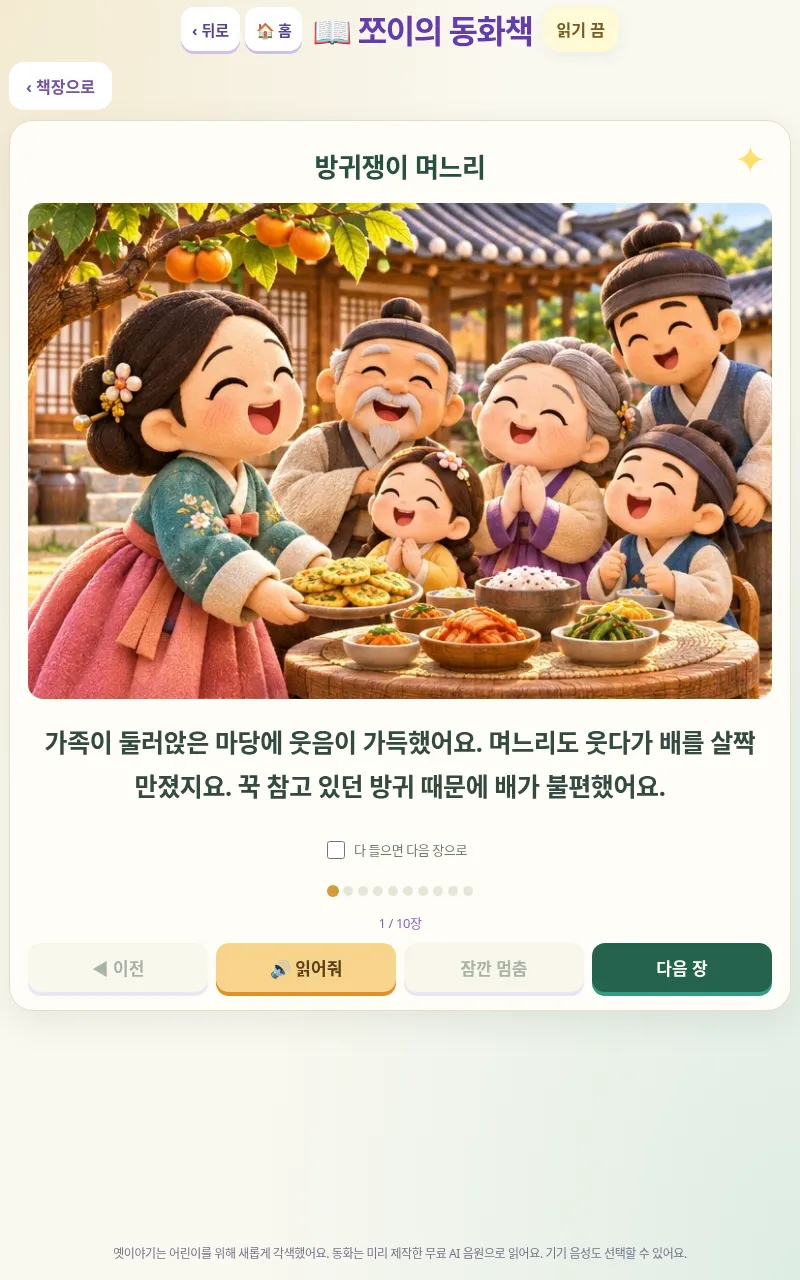 ‹ 뒤로 🏠 홈 📖 쪼이의 동화책 읽기 끔
‹ 책장으로
방귀쟁이 며느리
가족이 둘러앉은 마당에 웃음이 가득했어요. 며느리도 웃다가 배를 살짝
만졌지요. 꾹 참고 있던 방귀 때문에 배가 불편했어요.
다 들으면 다음 장으로
1 / 10장
◀ 이전 🔊 읽어줘 잠깐 멈춤 다음 장
옛이야기는 어린이를 위해 새롭게 각색했어요. 동화는 미리 제작한 무료 AI 음원으로 읽어요. 기기 음성도 선택할 수 있어요.